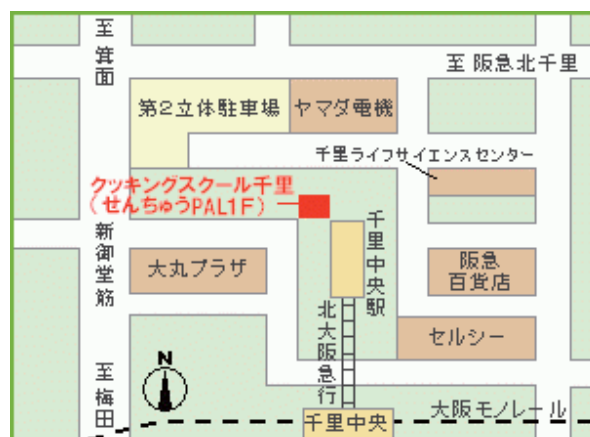 至箕面
至 阪急北千里
第2立体駐車場
ヤマダ電機
千里ライフサイエンスセンター
クッキングスクール千里
(せんちゅうPAL1F)
新御堂筋
千里中央駅
大丸プラザ
阪急
百貨店
北大阪急行
セルシー
至梅田
N
大阪モノレール
千里中央